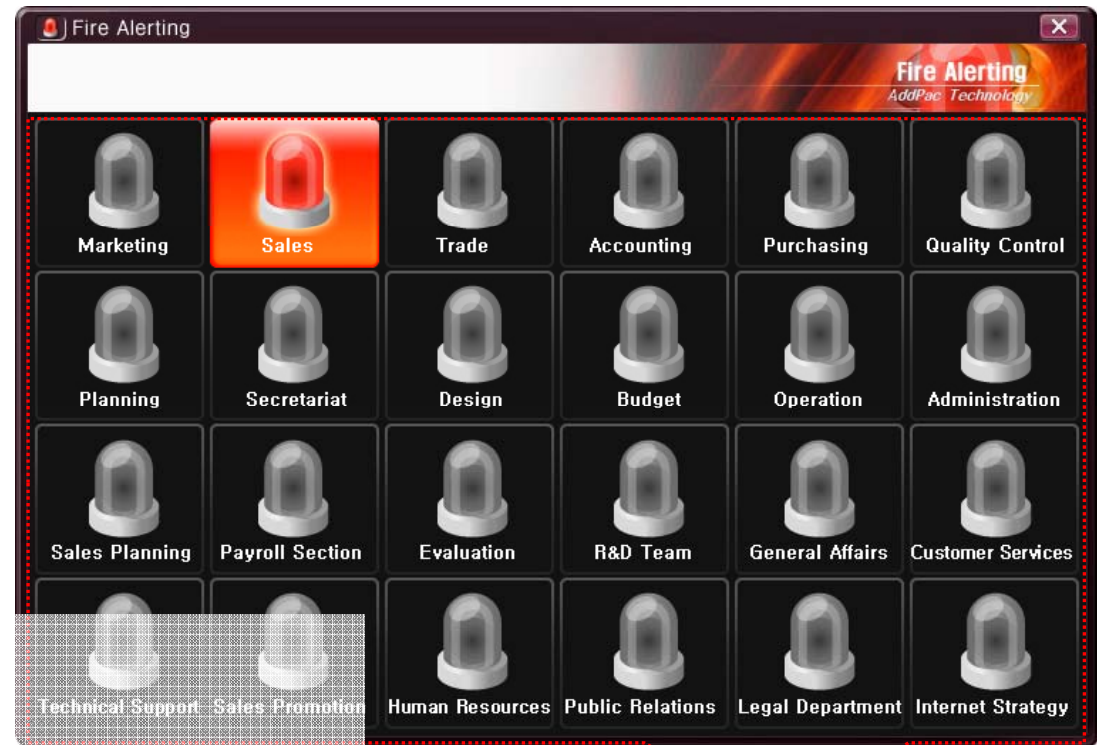 Fire Alerting
Fire Alerting
AddPac Technology
Marketing Sales Trade Accounting Purchasing Quality Control
Planning Secretariat Design Budget Operation Administration
Sales Planning Payroll Section Evaluation R&D Team General Affairs Customer Services
Technical Support Sales Promotion Human Resources Public Relations Legal Department Internet Strategy